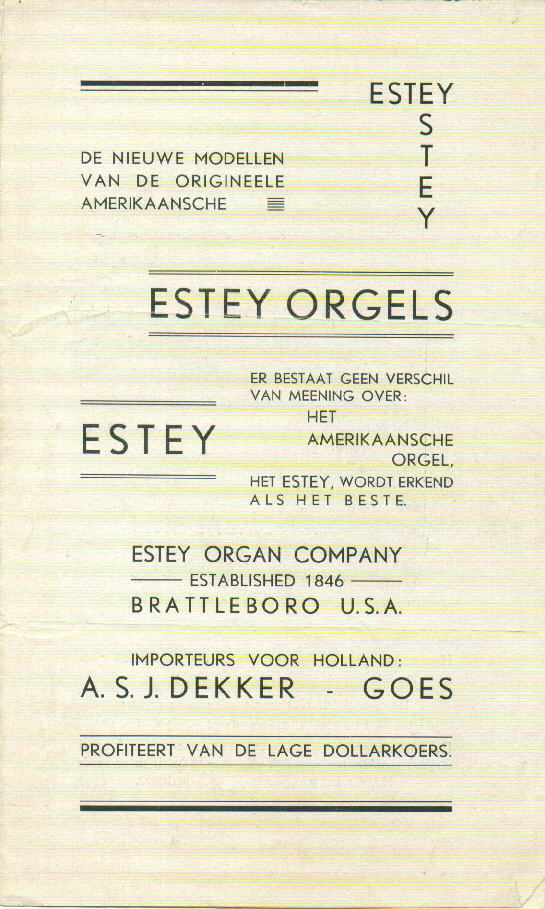 ESTEY
S
T
E
Y
DE NIEUWE MODELLEN
VAN DE ORIGINEELE
AMERIKAANSCHE
ESTEY ORGELS
ESTEY
ER BESTAAT GEEN VERSCHIL
VAN MEENING OVER:
HET
AMERIKAANSCHE
ORGEL,
HET ESTEY, WORDT ERKEND
ALS HET BESTE.
ESTEY ORGAN COMPANY
ESTABLISHED 1846
BRATTLEBORO U.S.A.
IMPORTEURS VOOR HOLLAND:
A. S. J. DEKKER - GOES
PROFITEERT VAN DE LAGE DOLLARKOERS.